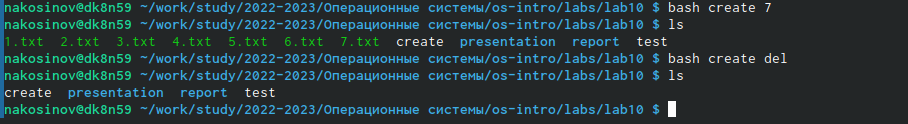 nakosinov@dk8n59 ~/work/study/2022-2023/Операционные системы/os-intro/labs/lab10 $ bash create 7
nakosinov@dk8n59 ~/work/study/2022-2023/Операционные системы/os-intro/labs/lab10 $ ls
1.txt 2.txt 3.txt 4.txt 5.txt 6.txt 7.txt create presentation report test
nakosinov@dk8n59 ~/work/study/2022-2023/Операционные системы/os-intro/labs/lab10 $ bash create del
nakosinov@dk8n59 ~/work/study/2022-2023/Операционные системы/os-intro/labs/lab10 $ ls
create presentation report test
nakosinov@dk8n59 ~/work/study/2022-2023/Операционные системы/os-intro/labs/lab10 $